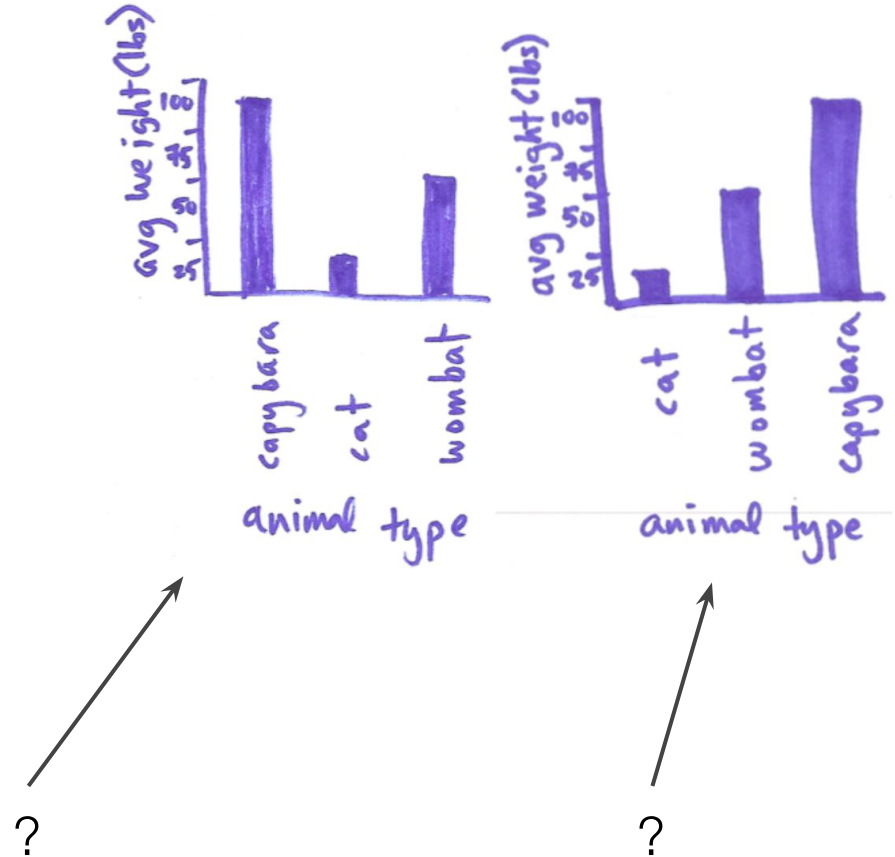 avg weight (lbs)
100
75
50
25
capybara
cat
wombat
animal type
avg weight (lbs)
100
75
50
25
cat
wombat
capybara
animal type
?
?